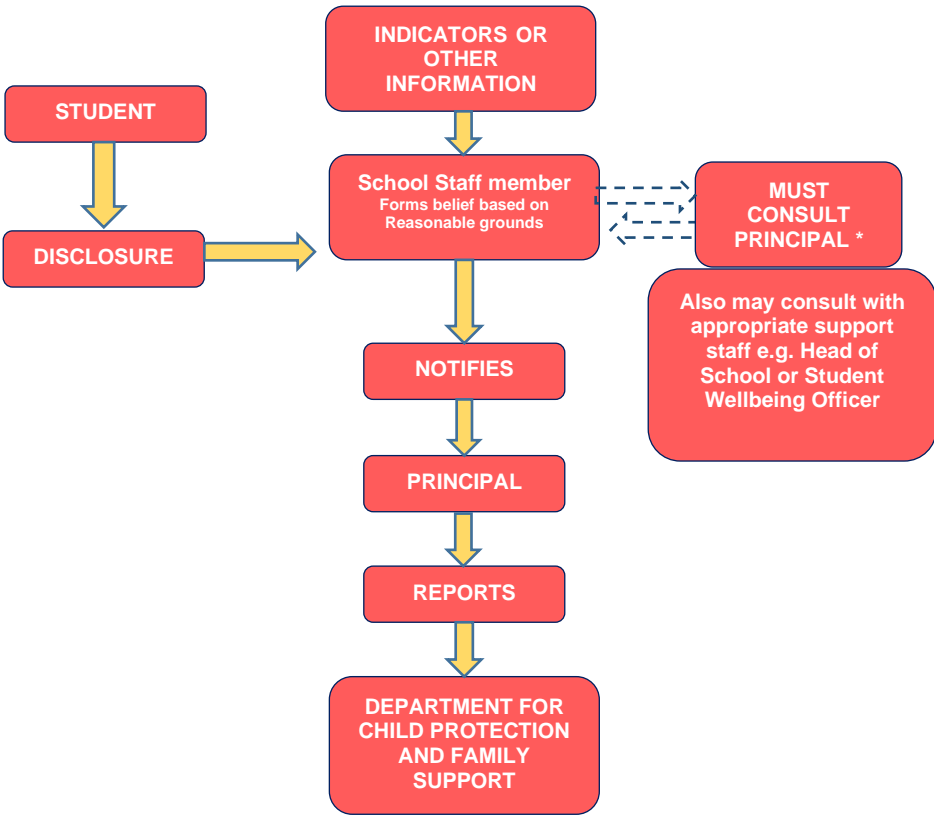 INDICATORS OR
OTHER
INFORMATION
STUDENT
School Staff member
Forms belief based on
Reasonable grounds
MUST
CONSULT
PRINCIPAL *
DISCLOSURE
Also may consult with
appropriate support
staff e.g. Head of
School or Student
Wellbeing Officer
NOTIFIES
PRINCIPAL
REPORTS
DEPARTMENT FOR
CHILD PROTECTION
AND FAMILY
SUPPORT